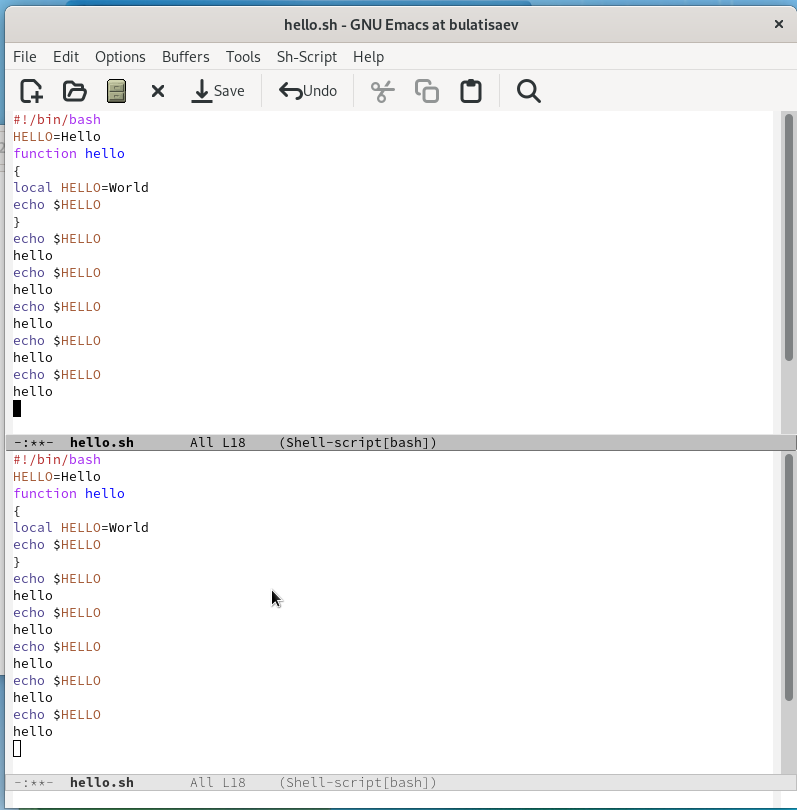 hello.sh - GNU Emacs at bulatisaev
File Edit Options Buffers Tools Sh-Script Help
Save Undo
#!/bin/bash
HELLO=Hello
function hello
{
local HELLO=World
echo $HELLO
}
echo $HELLO
hello
echo $HELLO
hello
echo $HELLO
hello
echo $HELLO
hello
echo $HELLO
hello
-:**- hello.sh All L18 (Shell-script[bash])
#!/bin/bash
HELLO=Hello
function hello
{
local HELLO=World
echo $HELLO
}
echo $HELLO
hello
echo $HELLO
hello
echo $HELLO
hello
echo $HELLO
hello
echo $HELLO
hello
-:**- hello.sh All L18 (Shell-script[bash])